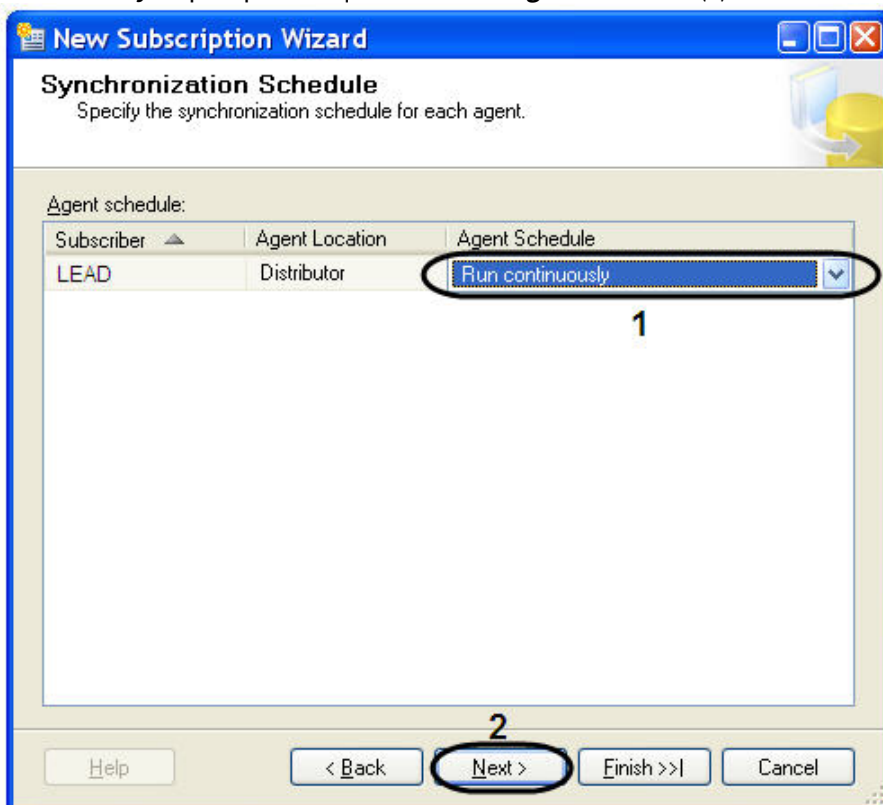 New Subscription Wizard
Synchronization Schedule
Specify the synchronization schedule for each agent.
Agent schedule:
Subscriber Agent Location Agent Schedule
LEAD Distributor Run continuously
1
2
Help < Back Next > Finish >>| Cancel